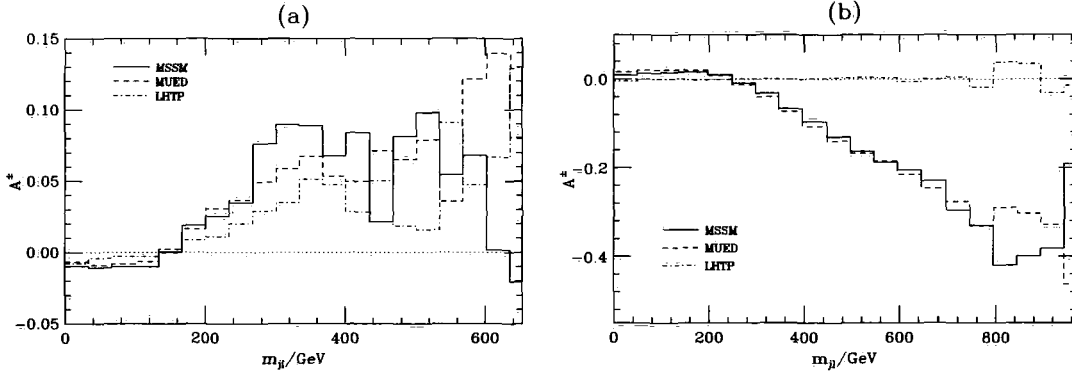 (a)
0.15
0.10
0.05
0.00
−0.05
A±
MSSM
MUED
LHTP
0
200
400
600
m_jl/GeV
(b)
0.0
−0.2
−0.4
A±
MSSM
MUED
LHTP
0
200
400
600
800
m_jl/GeV